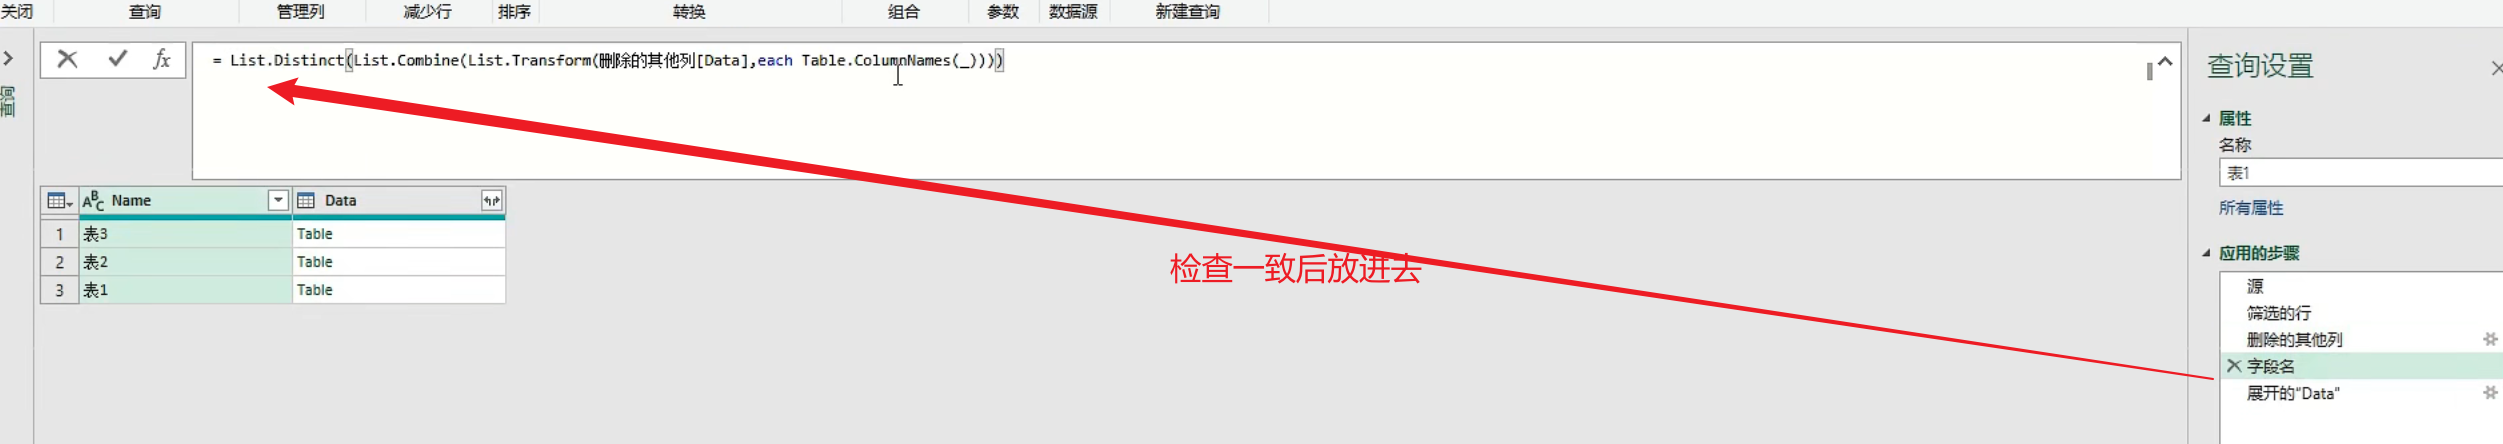 关闭 查询 管理列 减少行 排序 转换 组合 参数 数据源 新建查询
fx = List.Distinct(List.Combine(List.Transform(删除的其他列[Data],each Table.ColumnNames(_))))
查询
ABC Name Data
1 表3 Table
2 表2 Table
3 表1 Table
检查一致后放进去
查询设置
属性
名称
表1
所有属性
应用的步骤
源
筛选的行
删除的其他列
字段名
展开的"Data"